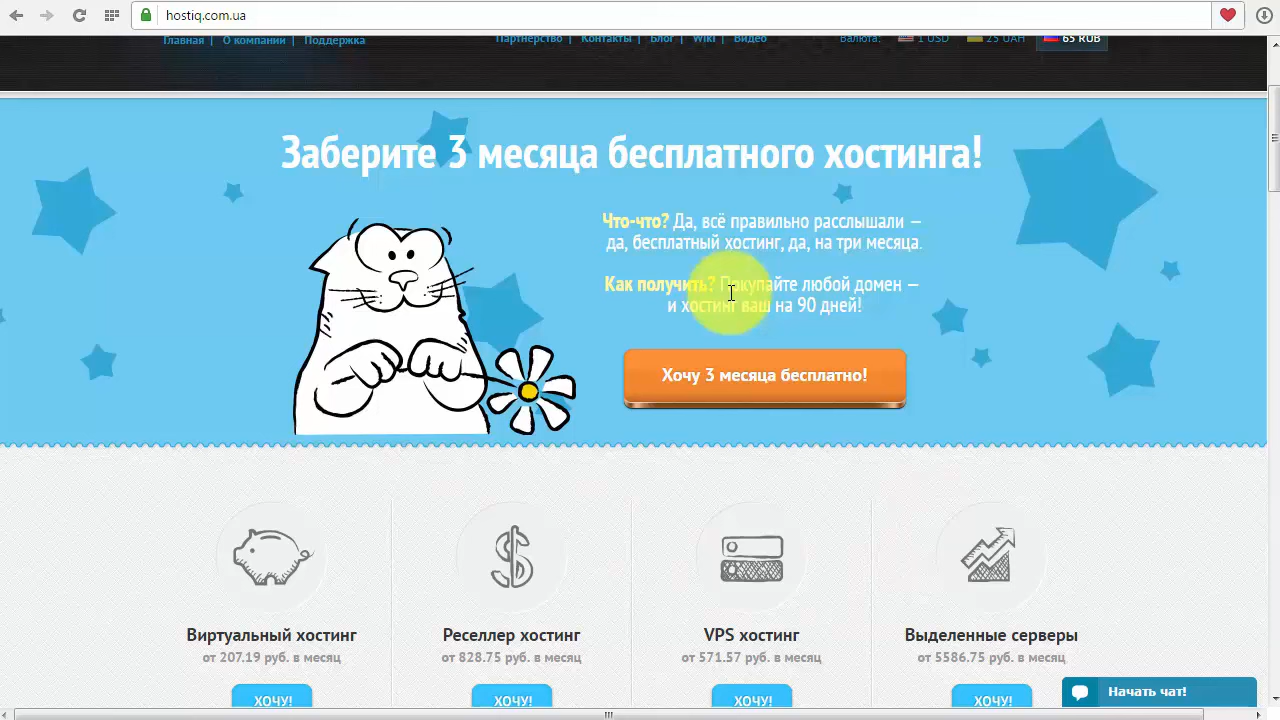 hostiq.com.ua
Главная | О компании | Поддержка
Партнёрство | Контакты | Блог | Wiki | Видео
Валюта: 1 USD 25 UAH 65 RUB
Заберите 3 месяца бесплатного хостинга!
Что-что? Да, всё правильно расслышали —
да, бесплатный хостинг, да, на три месяца.
Как получить? Покупайте любой домен —
и хостинг ваш на 90 дней!
Хочу 3 месяца бесплатно!
Виртуальный хостинг
от 207.19 руб. в месяц
ХОЧУ!
Реселлер хостинг
от 828.75 руб. в месяц
ХОЧУ!
VPS хостинг
от 571.57 руб. в месяц
ХОЧУ!
Выделенные серверы
от 5586.75 руб. в месяц
ХОЧУ!
Начать чат!